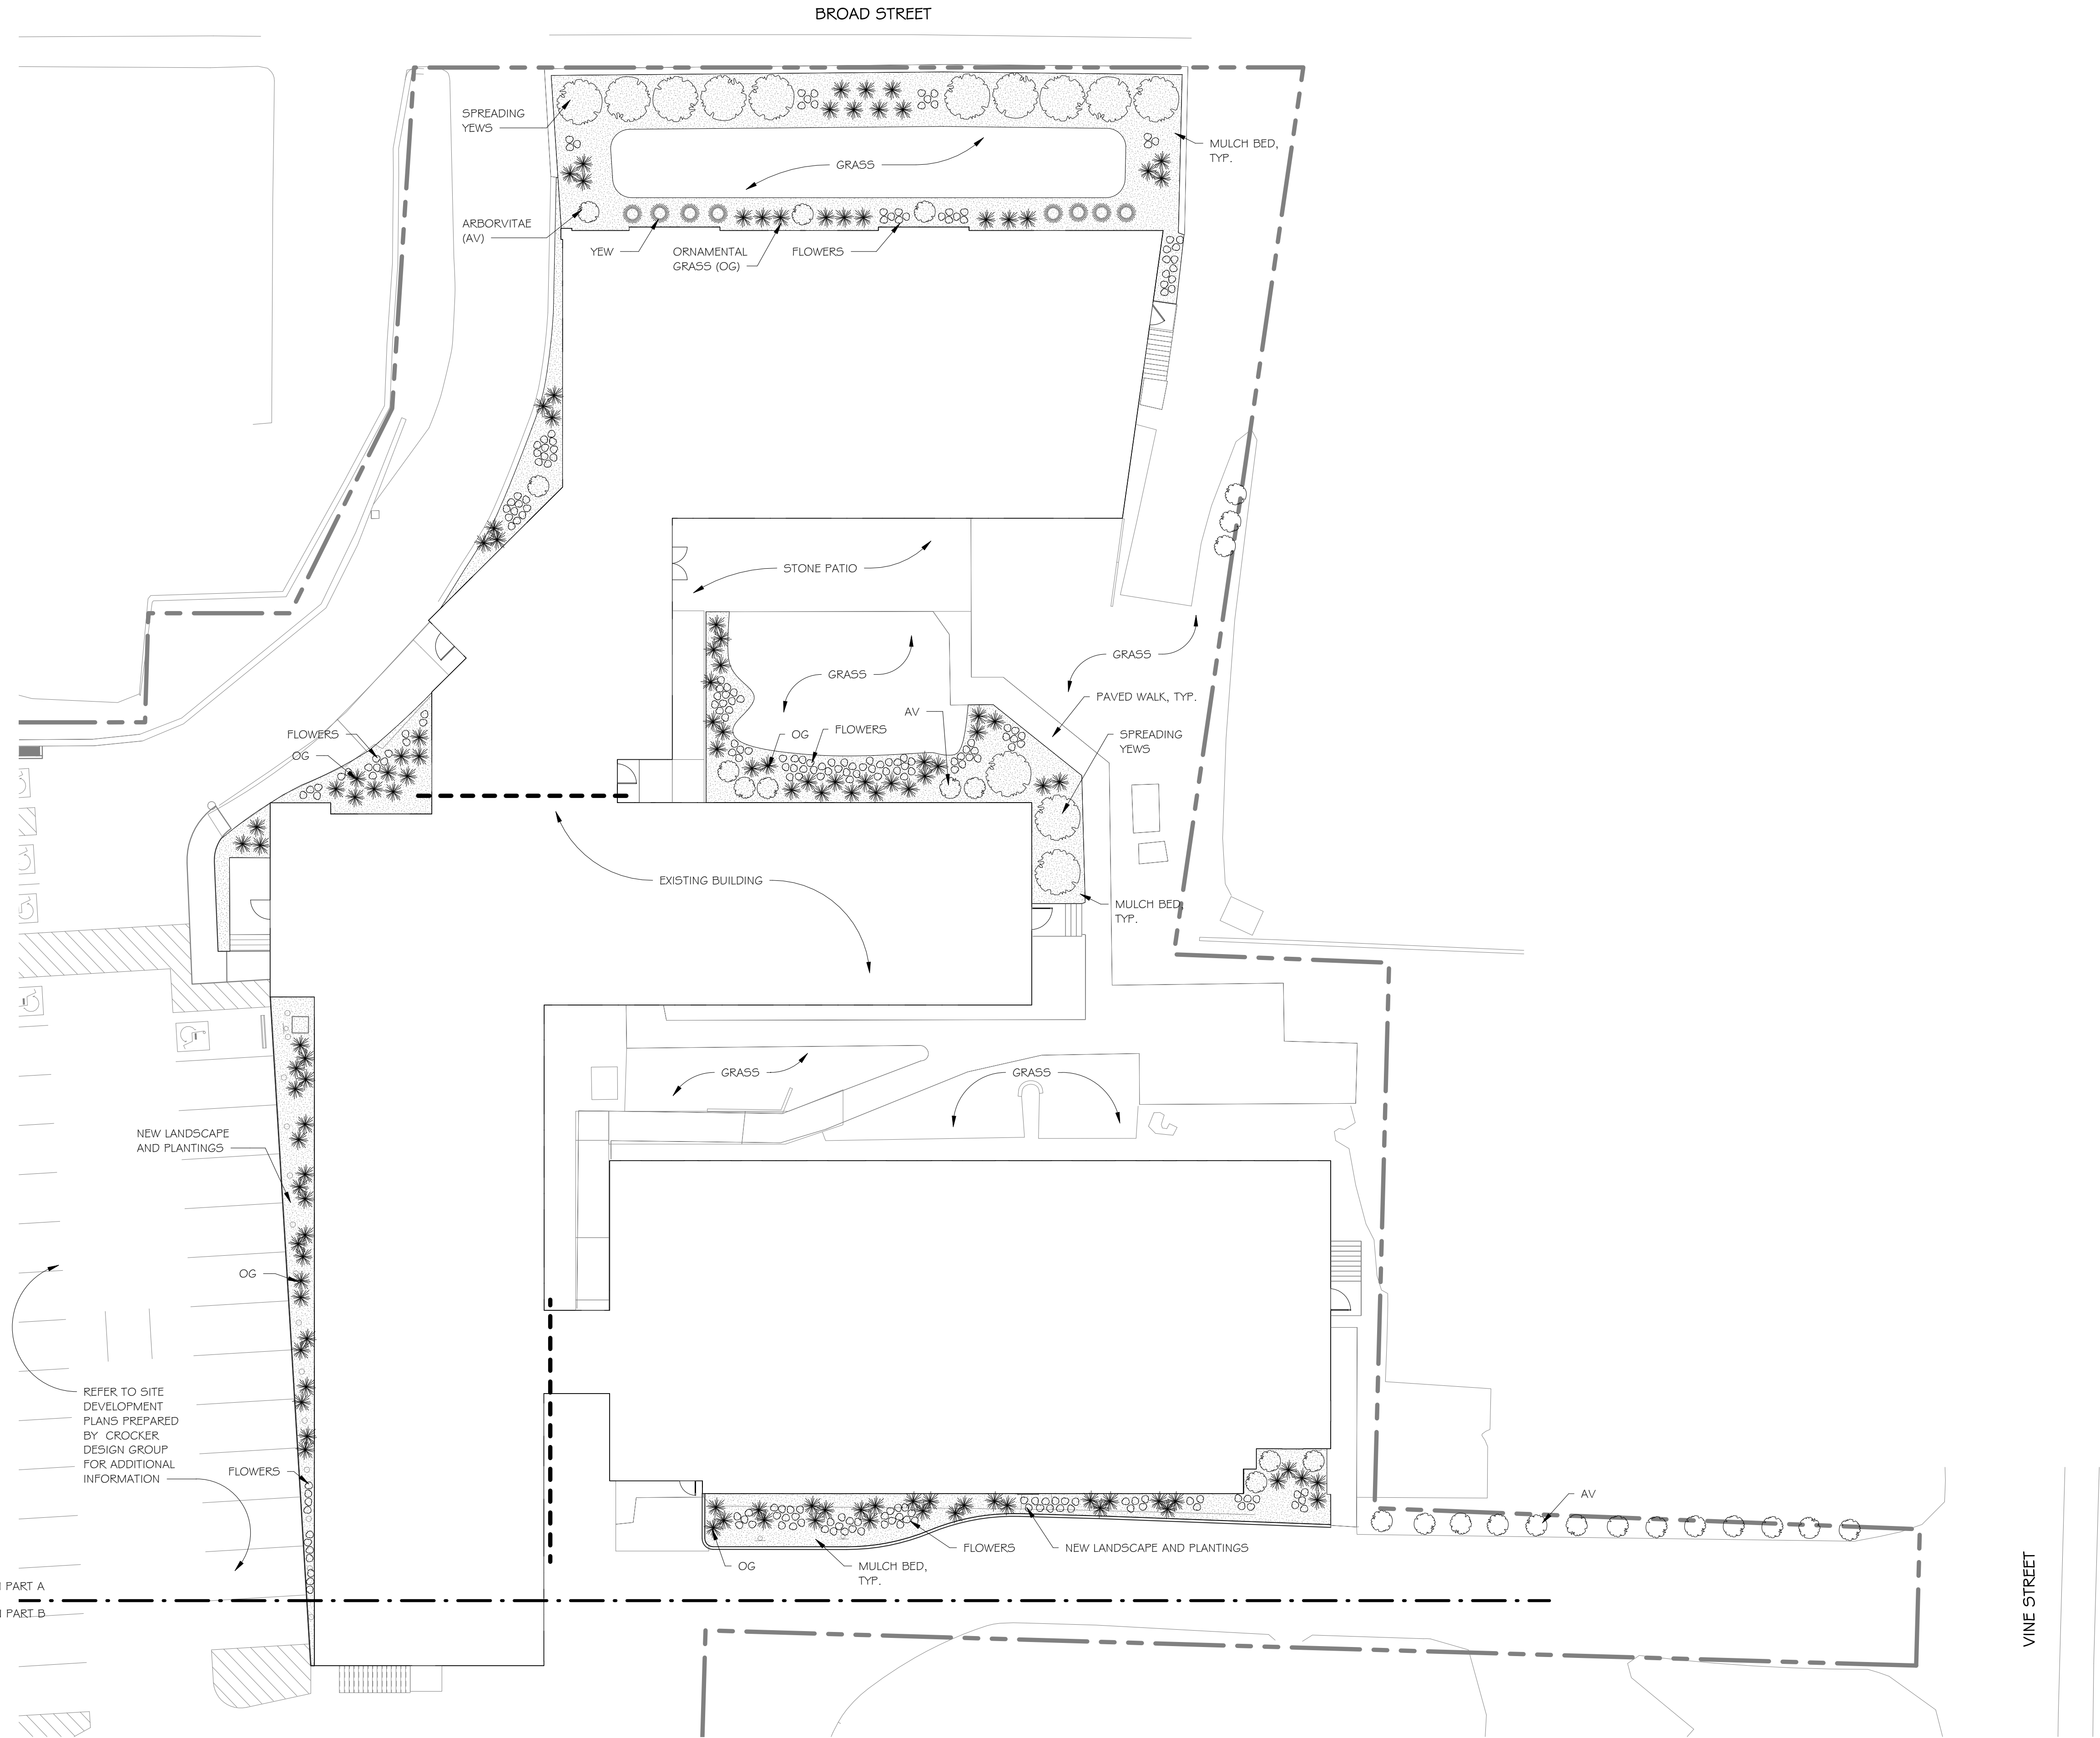 BROAD STREET
SPREADING
YEWS
MULCH BED,
TYP.
GRASS
ARBORVITAE
(AV)
YEW
ORNAMENTAL
GRASS (OG)
FLOWERS
STONE PATIO
GRASS
GRASS
PAVED WALK, TYP.
AV
FLOWERS
OG
SPREADING
YEWS
FLOWERS
OG
EXISTING BUILDING
MULCH BED,
TYP.
GRASS
GRASS
NEW LANDSCAPE
AND PLANTINGS
OG
REFER TO SITE
DEVELOPMENT
PLANS PREPARED
BY CROCKER
DESIGN GROUP
FOR ADDITIONAL
INFORMATION
FLOWERS
AV
FLOWERS
NEW LANDSCAPE AND PLANTINGS
OG
MULCH BED,
TYP.
PART A
PART B
VINE STREET